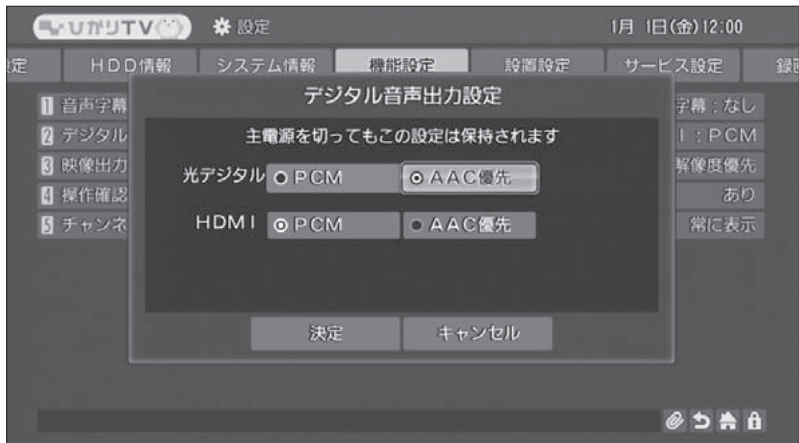 ひかりTV 設定 1月 1日(金)12:00
定 HDD情報 システム情報 機能設定 設置設定 サービス設定 録画
デジタル音声出力設定
主電源を切ってもこの設定は保持されます
光デジタル PCM AAC優先
HDMI PCM AAC優先
決定 キャンセル
1 音声字幕 字幕:なし
2 デジタル I:PCM
3 映像出力 解像度優先
4 操作確認 あり
5 チャンネ 常に表示